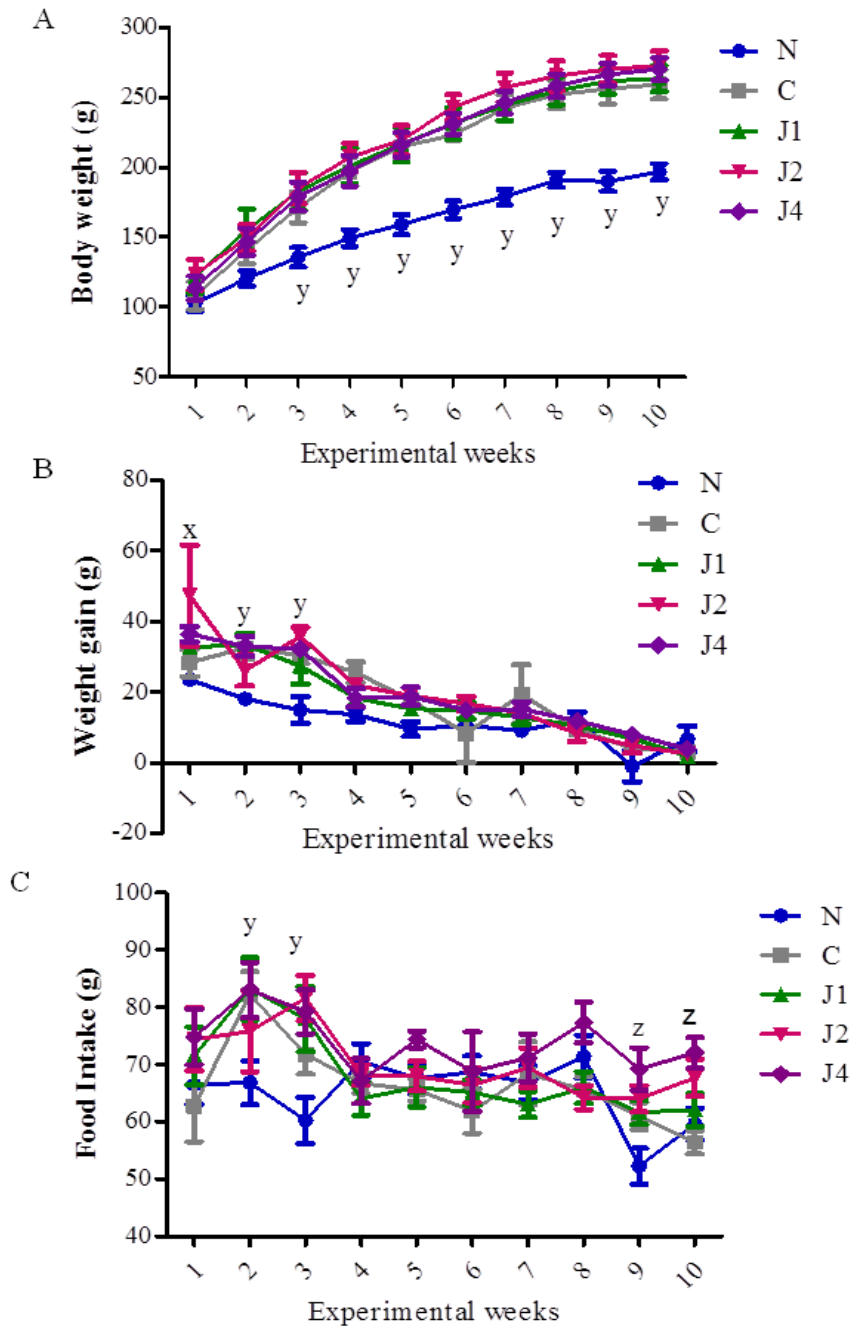 A
Body weight (g)
300
250
200
150
100
50
y y y y y y y y
1 2 3 4 5 6 7 8 9 10
Experimental weeks
N
C
J1
J2
J4
B
Weight gain (g)
80
60
40
20
0
-20
x
y y
1 2 3 4 5 6 7 8 9 10
Experimental weeks
N
C
J1
J2
J4
C
Food Intake (g)
100
90
80
70
60
50
40
y y
z z
1 2 3 4 5 6 7 8 9 10
Experimental weeks
N
C
J1
J2
J4